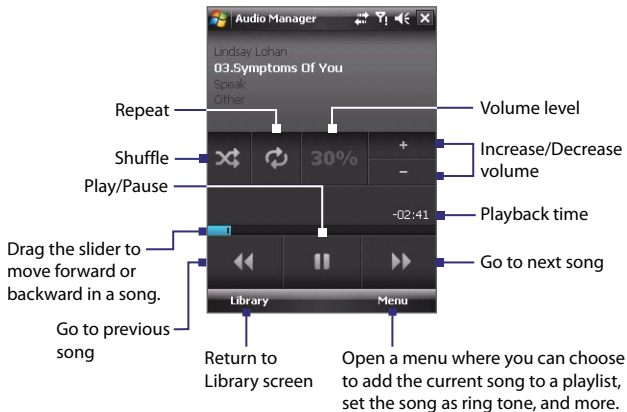 Audio Manager
Lindsay Lohan
03.Symptoms Of You
Speak
Other
Repeat
Volume level
Shuffle
30%
+
−
Increase/Decrease
volume
Play/Pause
-02:41
Playback time
Drag the slider to
move forward or
backward in a song.
Go to next song
Library
Menu
Go to previous
song
Return to
Library screen
Open a menu where you can choose
to add the current song to a playlist,
set the song as ring tone, and more.